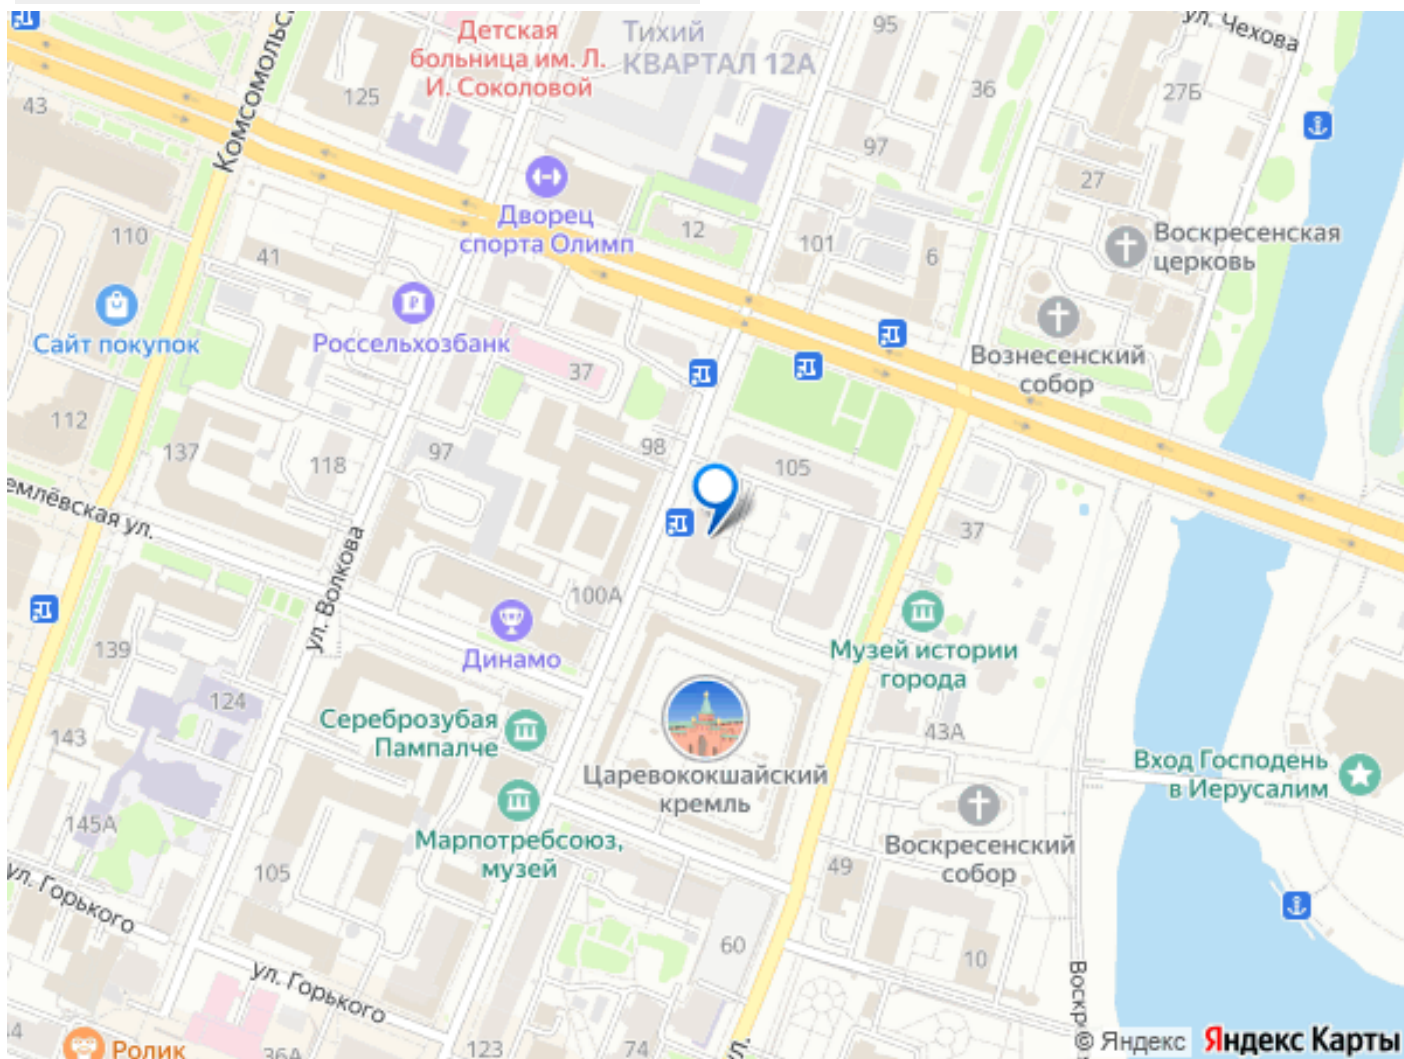 Детская
больница им. Л.
И. Соколовой
Тихий
КВАРТАЛ 12А
95
ул. Чехова
43
125
Комсомольск
36
27Б
97
27
Дворец
спорта Олимп
12
101
6
Воскресенская
церковь
110
41
Сайт покупок
Россельхозбанк
37
Вознесенский
собор
112
137
118
97
98
105
емлёвская ул.
ул. Волкова
37
100А
139
Динамо
Музей истории
города
124
143
Сереброзубая
Пампалче
43А
Царевококшайский
кремль
Вход Господень
в Иерусалим
145А
Марпотребсоюз,
музей
Воскресенский
собор
105
49
ул. Горького
60
10
ул. Горького
Воскр
4
Ролик
36А
123
74
ул.
© Яндекс Яндекс Карты